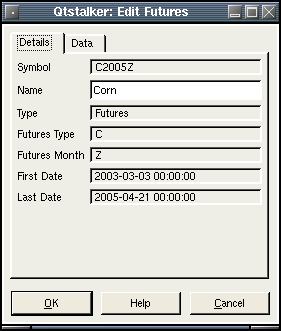 Qtstalker: Edit Futures
Details Data
Symbol C2005Z
Name Corn
Type Futures
Futures Type C
Futures Month Z
First Date 2003-03-03 00:00:00
Last Date 2005-04-21 00:00:00
OK Help Cancel